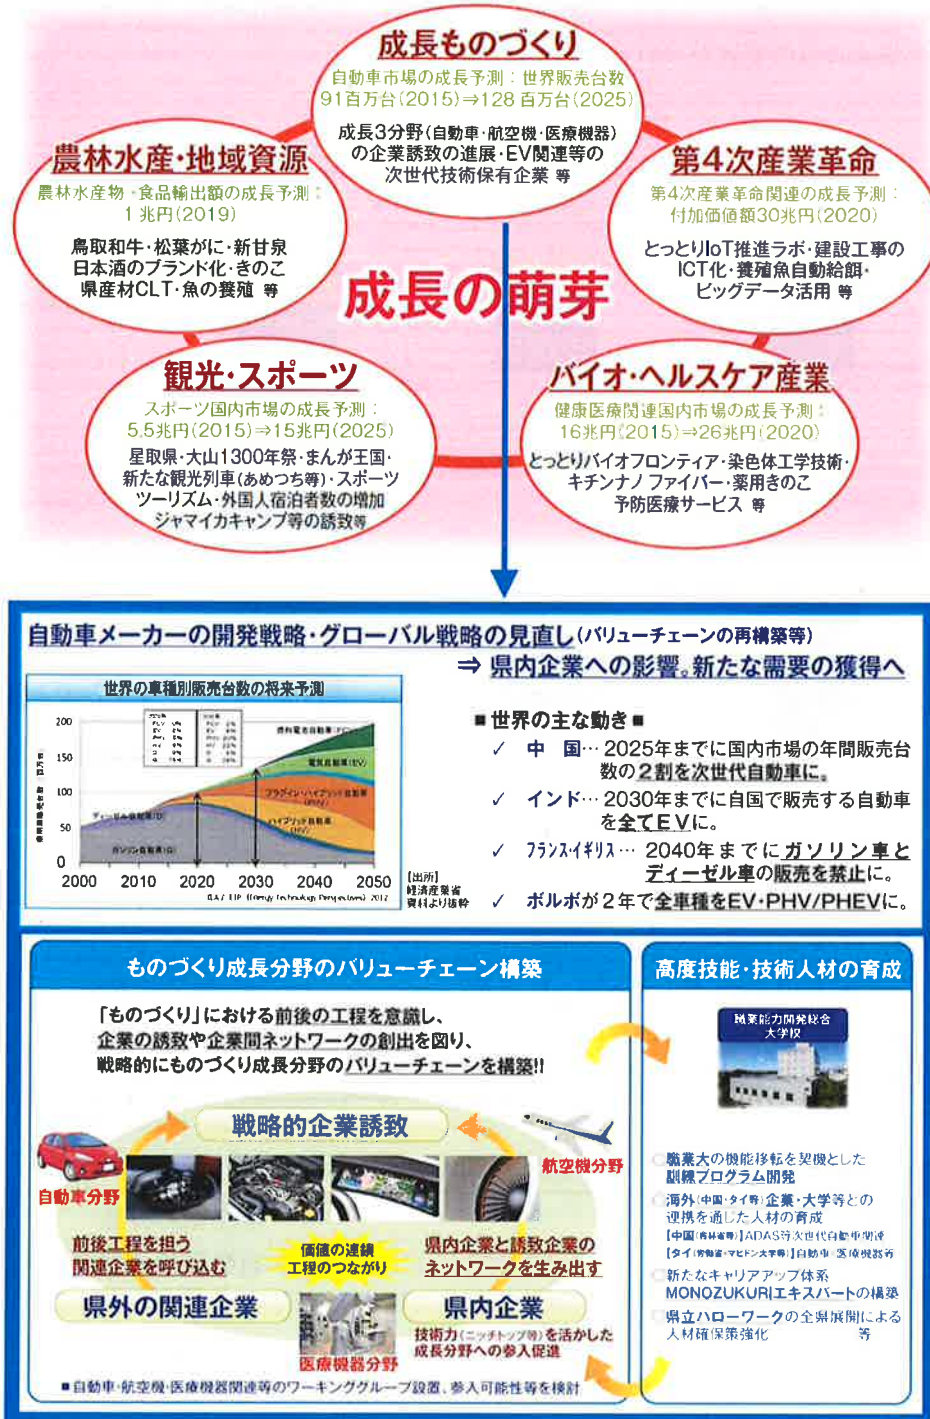 成長ものづくり
自動車市場の成長予測：世界販売台数
91百万台(2015)⇒128百万台(2025)
成長3分野(自動車・航空機・医療機器)
の企業誘致の進展・EV関連等の
次世代技術保有企業 等
農林水産・地域資源
農林水産物・食品輸出額の成長予測：
1兆円(2019)
鳥取和牛・松葉がに・新甘泉
日本酒のブランド化・きのこ
県産材CLT・魚の養殖 等
第4次産業革命
第4次産業革命関連の成長予測：
付加価値額30兆円(2020)
とっとりIoT推進ラボ・建設工事の
ICT化・養殖魚自動給餌・
ビッグデータ活用 等
成長の萌芽
観光・スポーツ
スポーツ国内市場の成長予測：
5.5兆円(2015)⇒15兆円(2025)
星取県・大山1300年祭・まんが王国・
新たな観光列車(あめつち等)・スポーツ
ツーリズム・外国人宿泊者数の増加
ジャマイカキャンプ等の誘致等
バイオ・ヘルスケア産業
健康医療関連国内市場の成長予測：
16兆円(2015)⇒26兆円(2020)
とっとりバイオフロンティア・染色体工学技術・
キチンナノファイバー・薬用きのこ
予防医療サービス 等
自動車メーカーの開発戦略・グローバル戦略の見直し(バリューチェーンの再構築等)
⇒ 県内企業への影響。新たな需要の獲得へ
世界の車種別販売台数の将来予測
200
150
100
50
0
燃料電池自動車(FCV)
電気自動車(EV)
プラグイン・ハイブリッド自動車
(PHV)
ハイブリッド自動車
(HV)
ディーゼル自動車(D)
ガソリン自動車(G)
2000 2010 2020 2030 2040 2050
(Energy Technology Perspectives) 2012
【出所】
経済産業省
資料より抜粋
■ 世界の主な動き ■
✓ 中 国… 2025年までに国内市場の年間販売台
数の２割を次世代自動車に。
✓ インド… 2030年までに自国で販売する自動車
を全てＥＶに。
✓ フランス・イギリス… 2040年までにガソリン車と
ディーゼル車の販売を禁止に。
✓ ボルボが２年で全車種をEV・PHV/PHEVに。
ものづくり成長分野のバリューチェーン構築
「ものづくり」における前後の工程を意識し、
企業の誘致や企業間ネットワークの創出を図り、
戦略的にものづくり成長分野のバリューチェーンを構築!!
戦略的企業誘致
自動車分野
航空機分野
前後工程を担う
関連企業を呼び込む
価値の連鎖
工程のつながり
県内企業と誘致企業の
ネットワークを生み出す
県外の関連企業
県内企業
医療機器分野
技術力(ニッチトップ等)を活かした
成長分野への参入促進
■自動車・航空機・医療機器関連等のワーキンググループ設置、参入可能性等を検討
高度技能・技術人材の育成
職業能力開発総合
大学校
職業大の機能移転を契機とした
訓練プログラム開発
海外(中国・タイ等)企業・大学等との
連携を通じた人材の育成
【中国(吉林省等)】ADAS等次世代自動車関連
【タイ(労働省・マヒドン大学等)】自動車・医療機器等
新たなキャリアアップ体系
MONOZUKURIエキスパートの構築
県立ハローワークの全県展開による
人材確保策強化 等